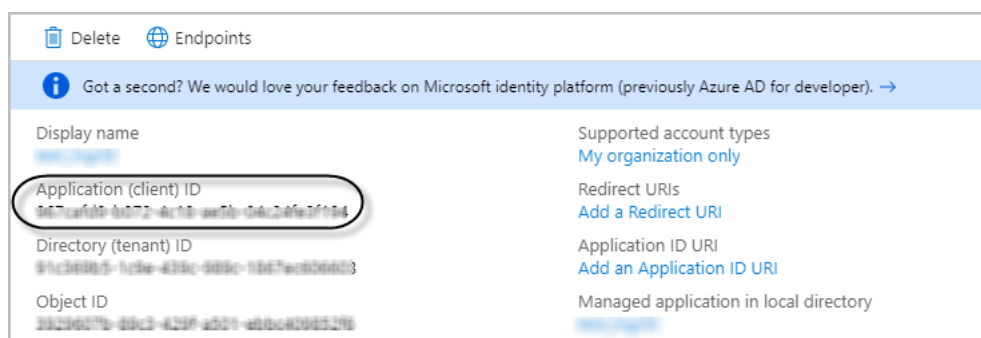 Delete Endpoints
Got a second? We would love your feedback on Microsoft identity platform (previously Azure AD for developer). →
Display name
Supported account types
My organization only
Application (client) ID
Redirect URIs
Add a Redirect URI
Directory (tenant) ID
Application ID URI
Add an Application ID URI
Object ID
Managed application in local directory